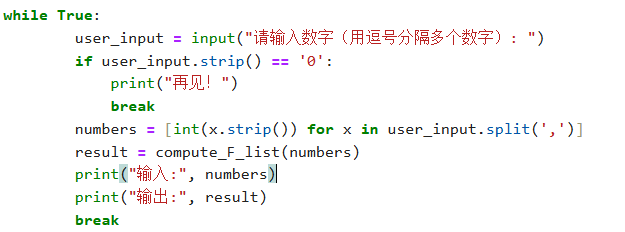 while True:
        user_input = input("请输入数字（用逗号分隔多个数字）: ")
        if user_input.strip() == '0':
            print("再见！")
            break
        numbers = [int(x.strip()) for x in user_input.split(',')]
        result = compute_F_list(numbers)
        print("输入:", numbers)
        print("输出:", result)
        break